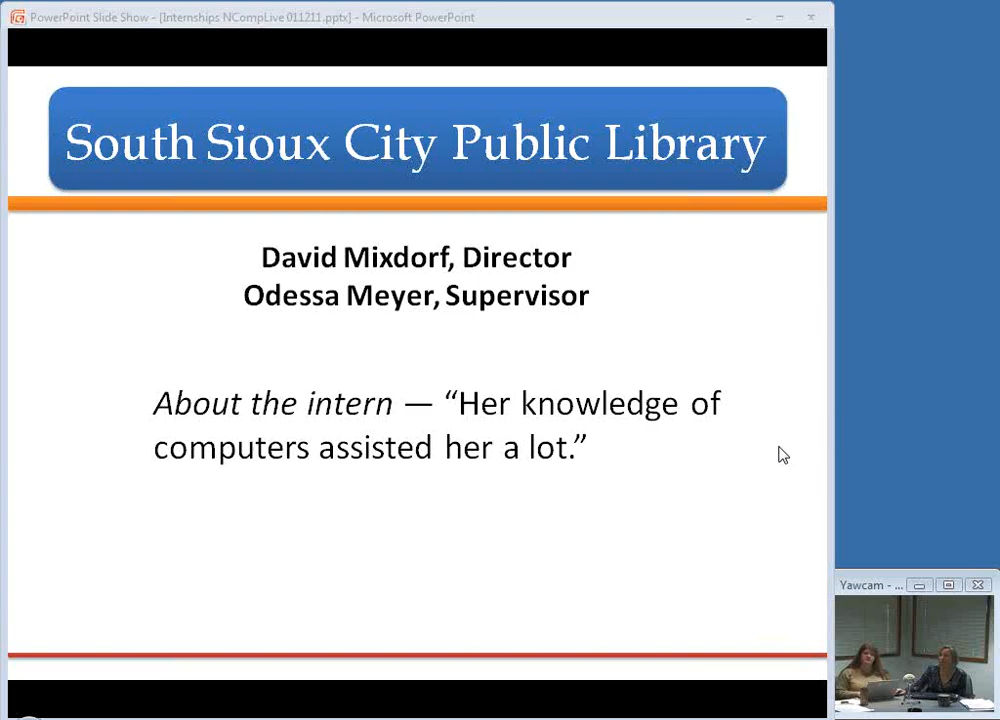 PowerPoint Slide Show - [Internships NCompLive 011211.pptx] - Microsoft PowerPoint
South Sioux City Public Library
David Mixdorf, Director
Odessa Meyer, Supervisor
About the intern — “Her knowledge of
computers assisted her a lot.”
Yawcam - ...